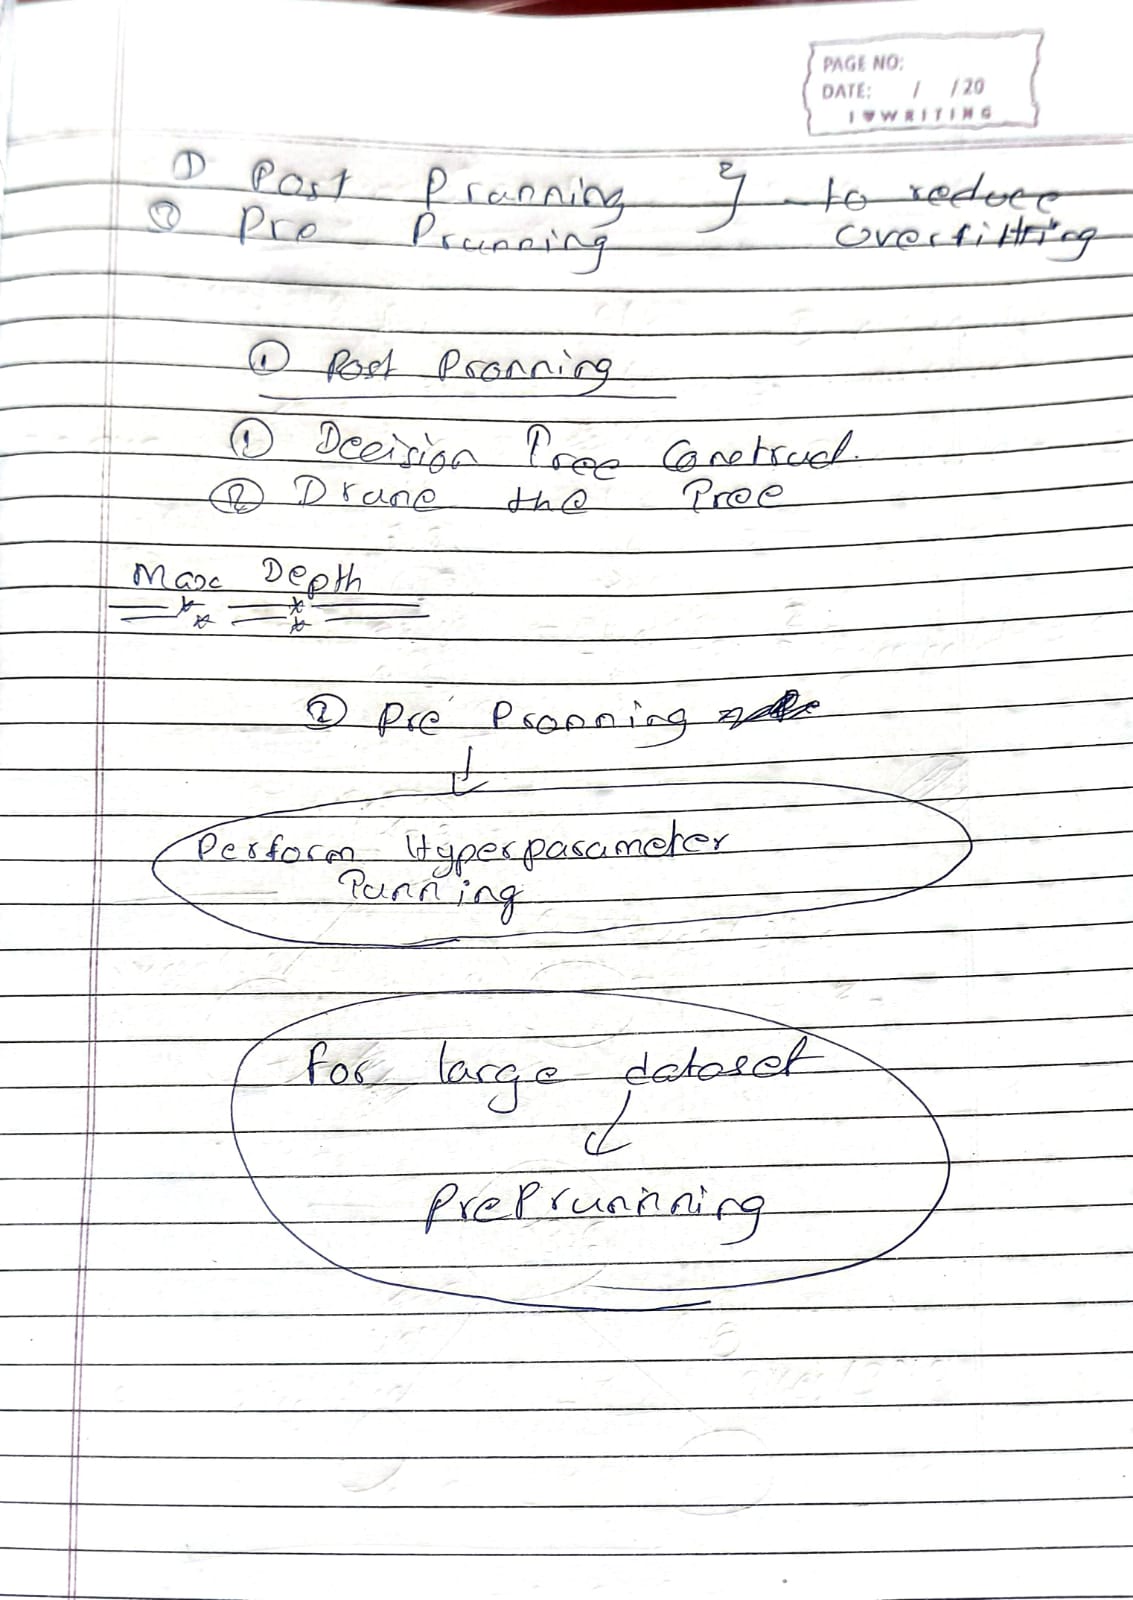 PAGE NO:
DATE: / /20
I ♥ WRITING
① Post Prunning } to reduce
② Pre Prunning overfitting
① Post Pronning
① Decision Tree Construct.
② Prune the Tree
Max Depth
② Pre Pronning
Perform Hyperparameter
Tunning
For large dataset
PrePrunnning